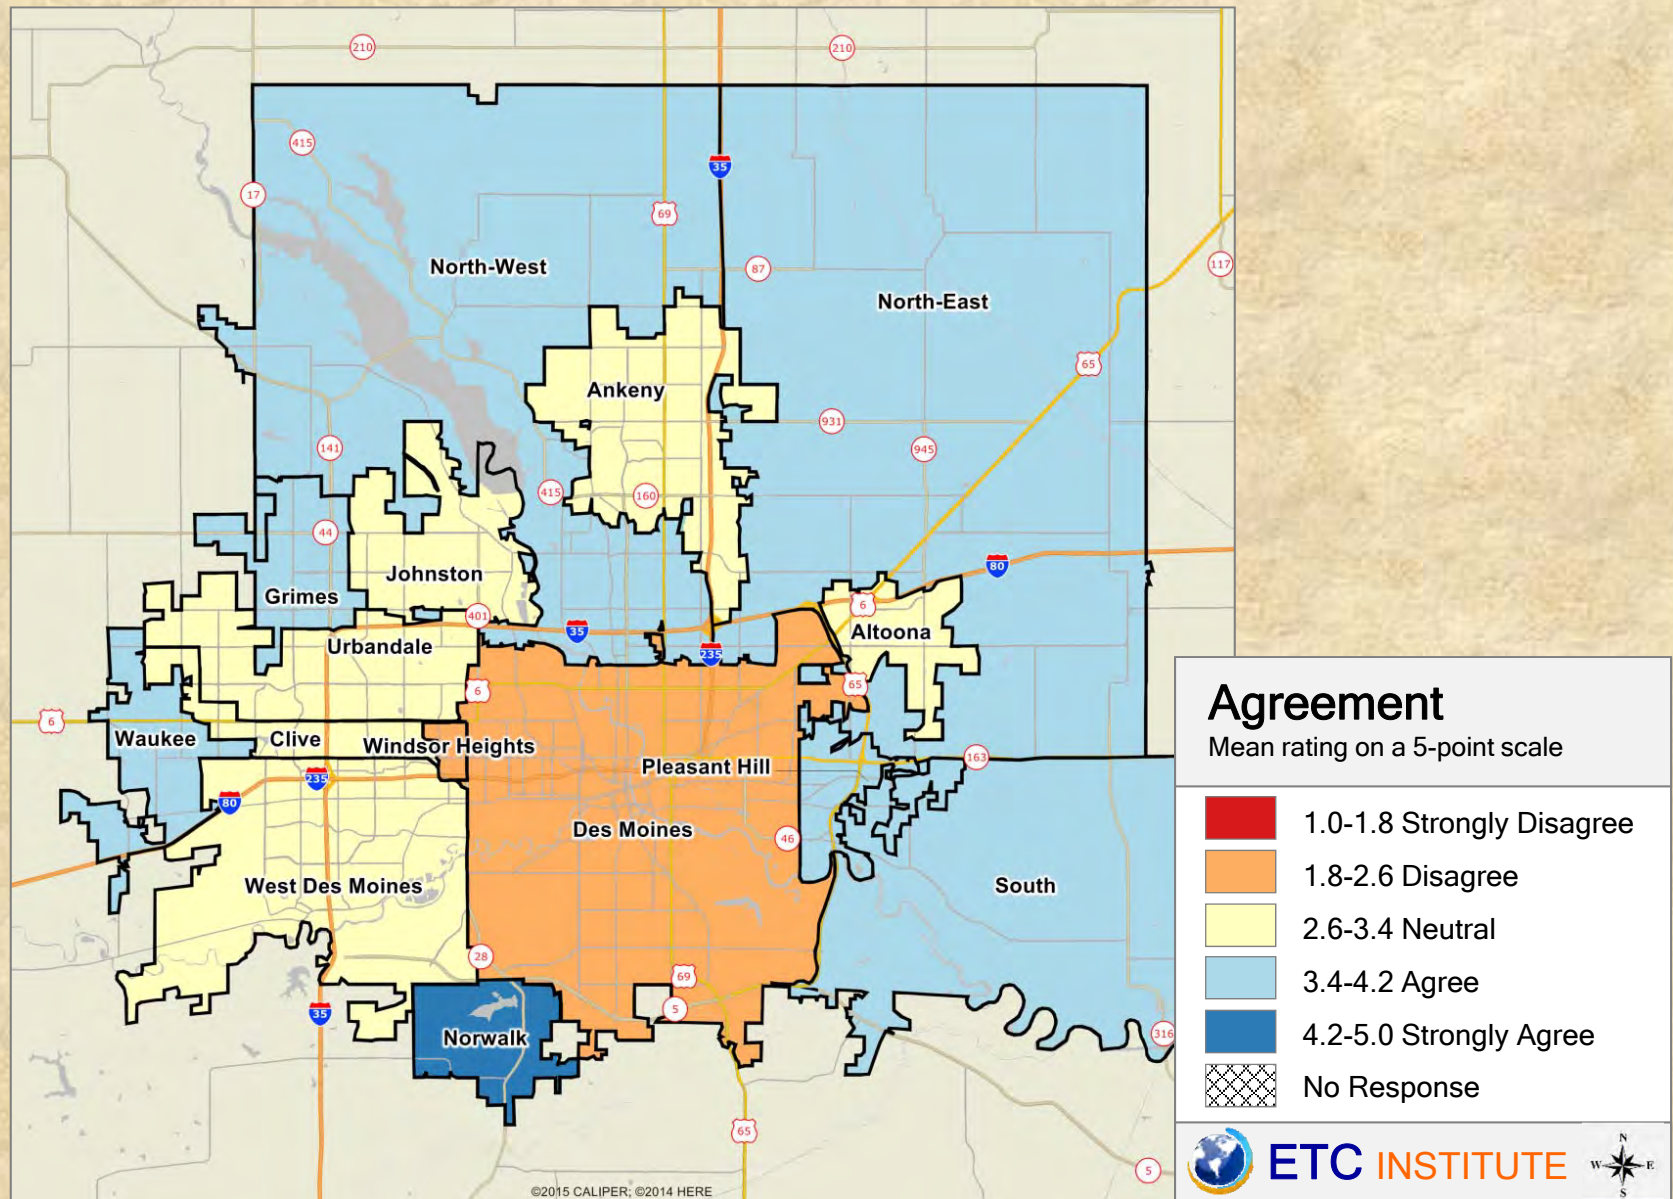 210
210
415
35
17
69
North-West
87
117
North-East
65
Ankeny
931
141
945
415
160
44
80
Johnston
Grimes
6
401
35
Altoona
Urbandale
235
65
6
6
Waukee
Clive
Windsor Heights
163
Pleasant Hill
235
80
Des Moines
46
West Des Moines
South
28
69
5
35
316
Norwalk
65
5
©2015 CALIPER; ©2014 HERE
Agreement
Mean rating on a 5-point scale
1.0-1.8 Strongly Disagree
1.8-2.6 Disagree
2.6-3.4 Neutral
3.4-4.2 Agree
4.2-5.0 Strongly Agree
No Response
ETC INSTITUTE
N
W E
S